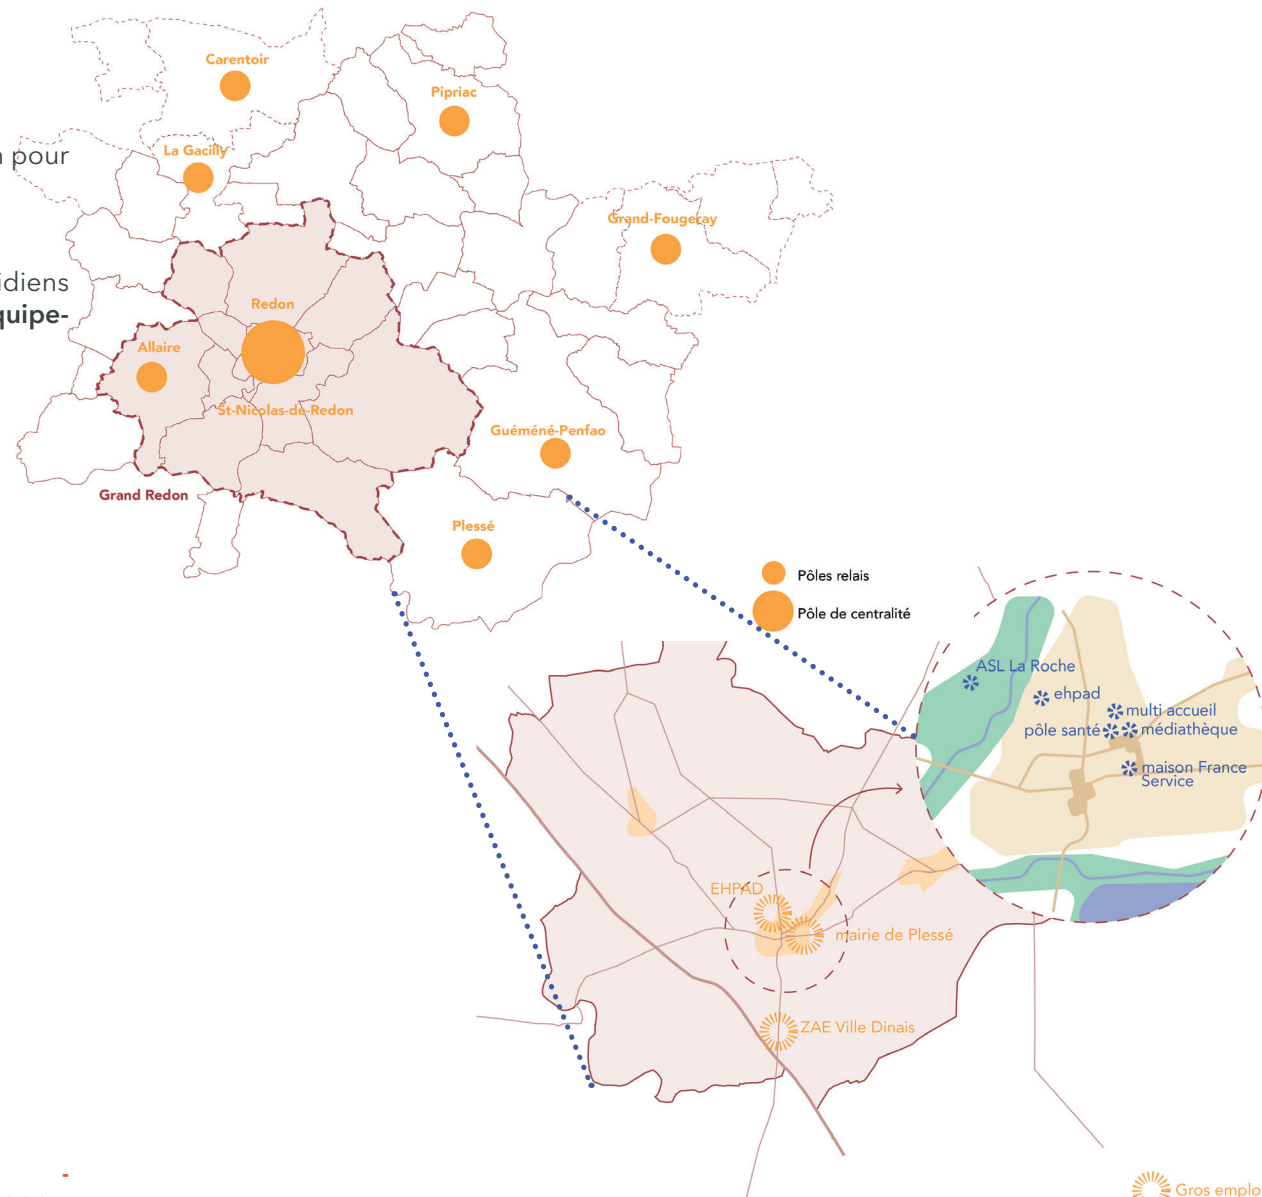 Carentoir
Pipriac
pour
La Gacilly
Grand-Fougeray
idiens
quipe-
Redon
Allaire
St-Nicolas-de-Redon
Guéméné-Penfao
Grand Redon
Plessé
Pôles relais
Pôle de centralité
ASL La Roche
ehpad
multi accueil
pôle santé
médiathèque
maison France
Service
EHPAD
mairie de Plessé
ZAE Ville Dinais
-
Gros emplo